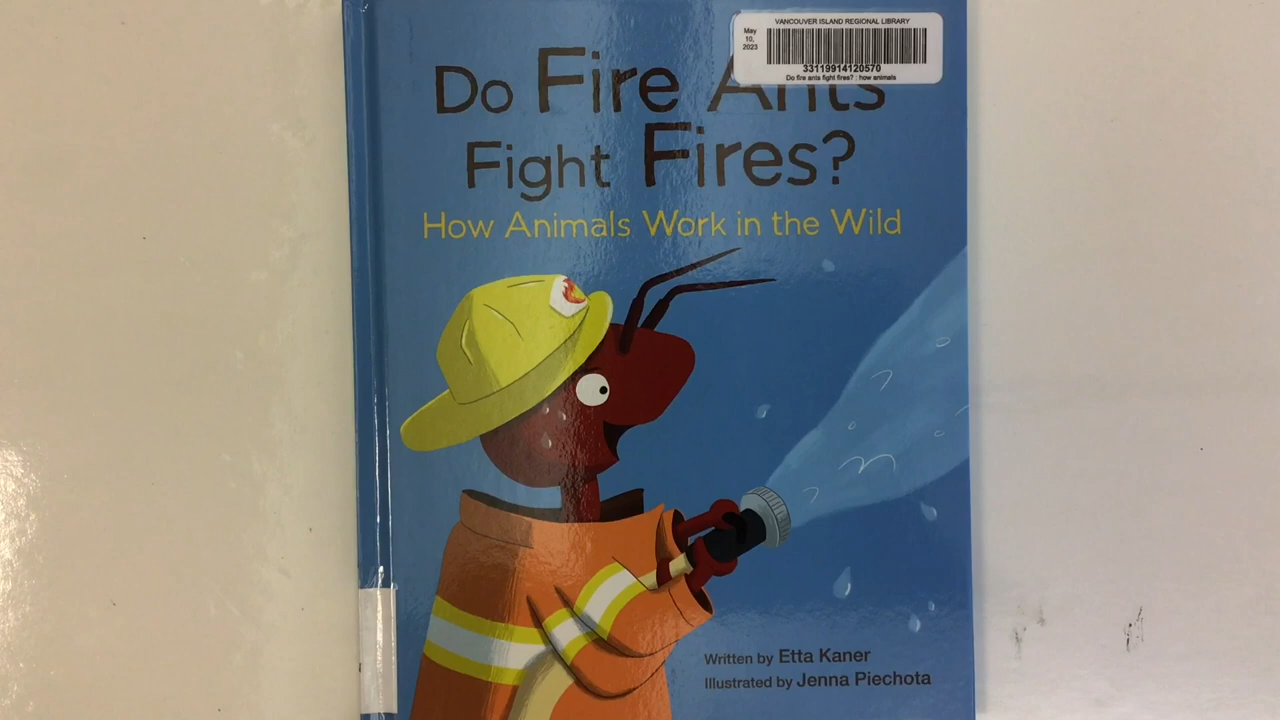 VANCOUVER ISLAND REGIONAL LIBRARY
May
10,
2023
33119914120570
Do fire ants fight fires? : how animals
Do Fire Ants
Fight Fires?
How Animals Work in the Wild
Written by Etta Kaner
Illustrated by Jenna Piechota